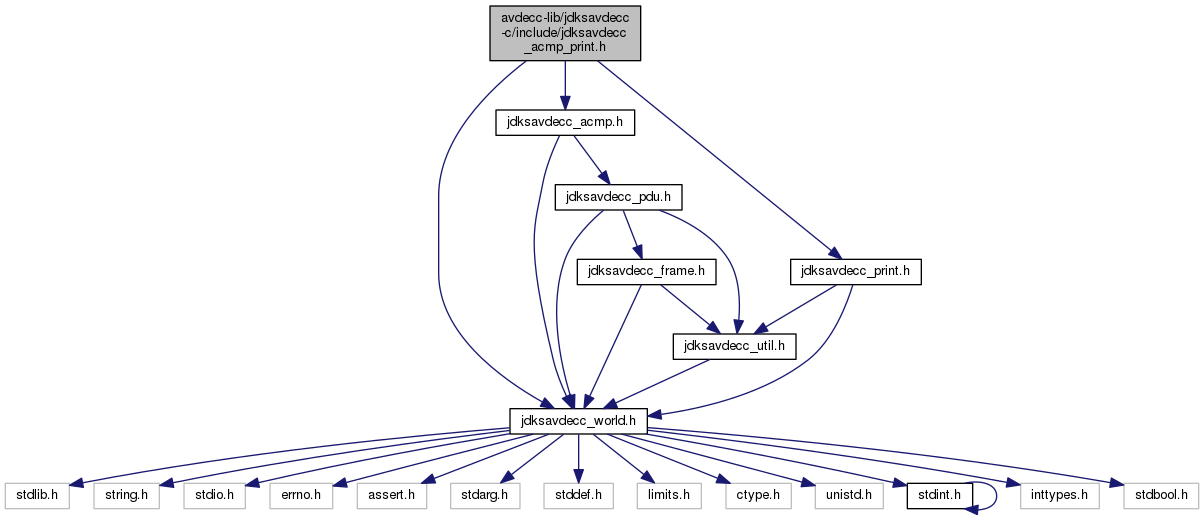 avdecc-lib/jdksavdecc
-c/include/jdksavdecc
_acmp_print.h
jdksavdecc_acmp.h
jdksavdecc_pdu.h
jdksavdecc_frame.h
jdksavdecc_print.h
jdksavdecc_util.h
jdksavdecc_world.h
stdlib.h
string.h
stdio.h
errno.h
assert.h
stdarg.h
stddef.h
limits.h
ctype.h
unistd.h
stdint.h
inttypes.h
stdbool.h